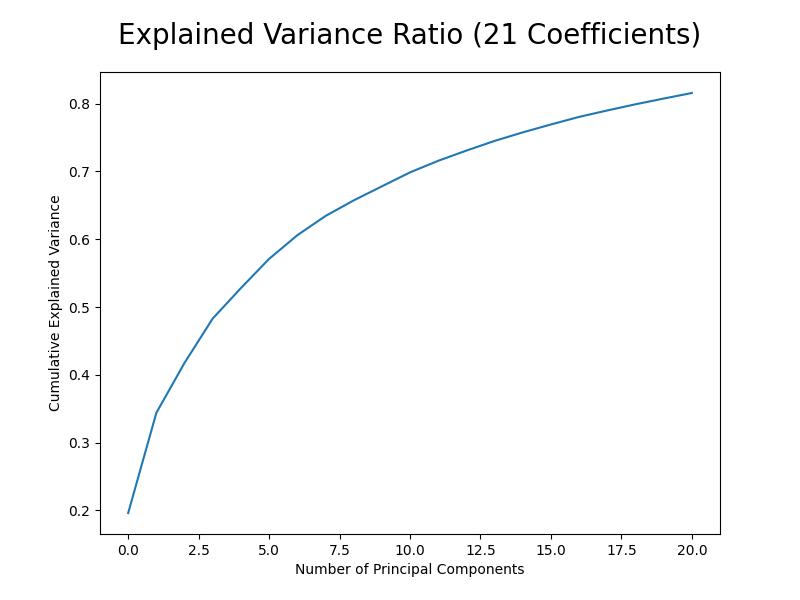 Explained Variance Ratio (21 Coefficients)
0.8
0.7
0.6
0.5
0.4
0.3
0.2
Cumulative Explained Variance
0.0 2.5 5.0 7.5 10.0 12.5 15.0 17.5 20.0
Number of Principal Components